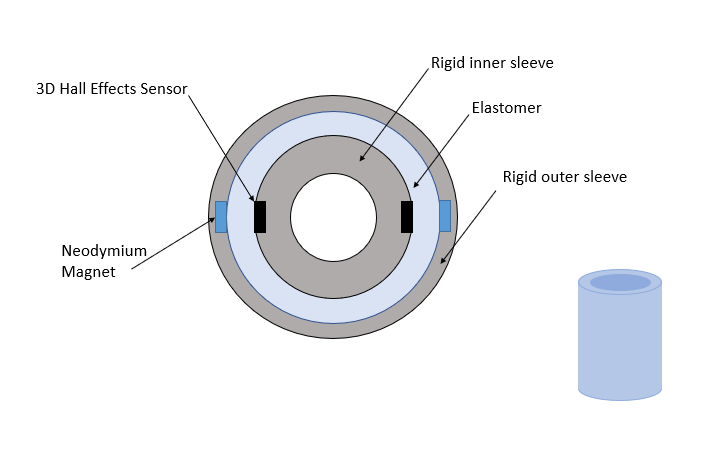 Rigid inner sleeve
3D Hall Effects Sensor
Elastomer
Rigid outer sleeve
Neodymium
Magnet